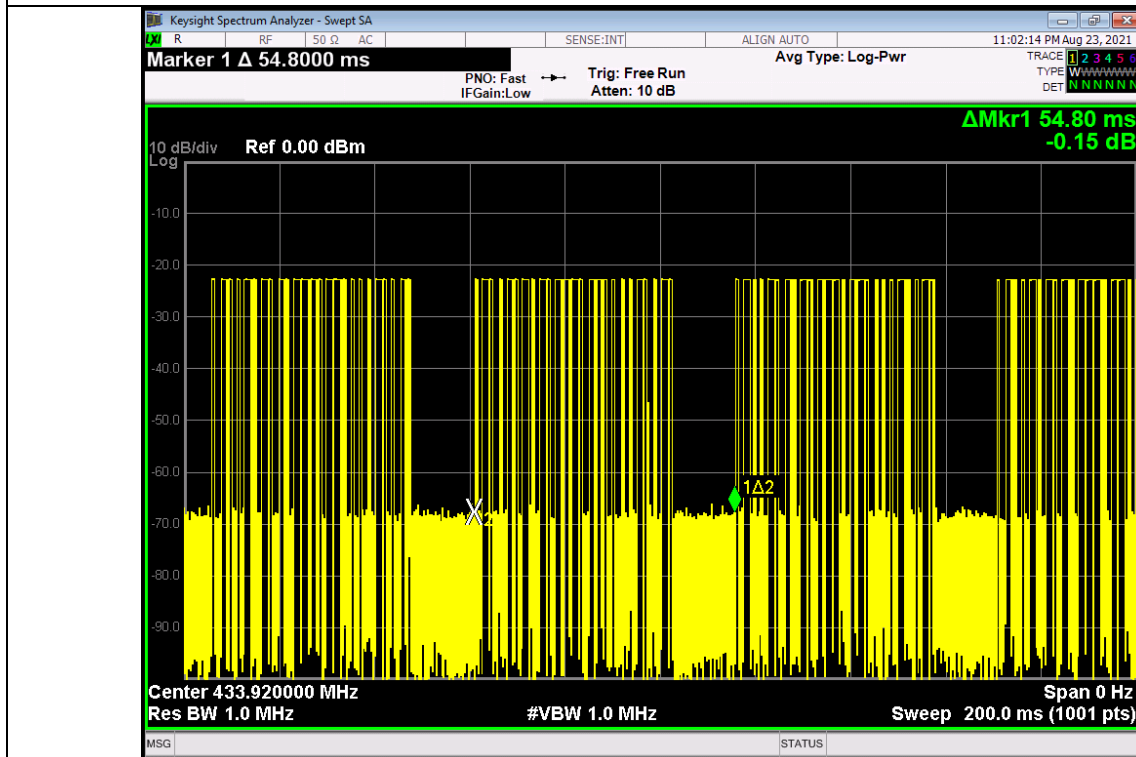 Keysight Spectrum Analyzer - Swept SA
LXI R RF 50 Ω AC SENSE:INT ALIGN AUTO 11:02:14 PM Aug 23, 2021
Marker 1 Δ 54.8000 ms
PNO: Fast
IFGain:Low
Trig: Free Run
Atten: 10 dB
Avg Type: Log-Pwr
TRACE 1 2 3 4 5 6
TYPE WWWWWW
DET N N N N N N
ΔMkr1 54.80 ms
-0.15 dB
10 dB/div Ref 0.00 dBm
Log
-10.0
-20.0
-30.0
-40.0
-50.0
-60.0
1Δ2
-70.0
X2
-80.0
-90.0
Center 433.920000 MHz Span 0 Hz
Res BW 1.0 MHz #VBW 1.0 MHz Sweep 200.0 ms (1001 pts)
MSG STATUS